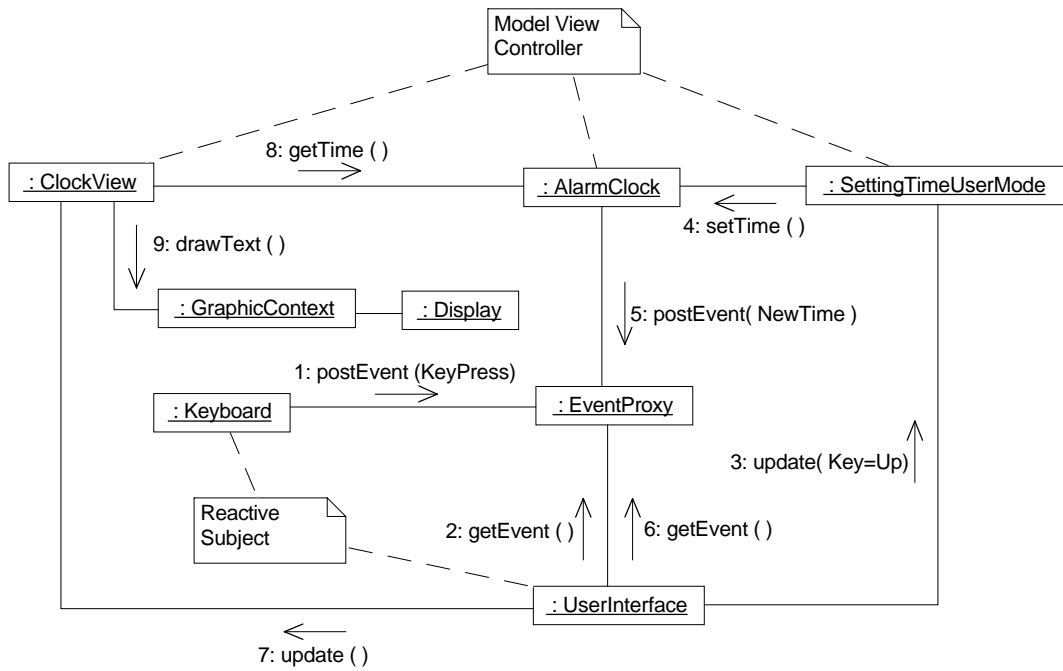 Model View
Controller
8: getTime ( )
: ClockView
: AlarmClock
: SettingTimeUserMode
4: setTime ( )
9: drawText ( )
: GraphicContext
: Display
5: postEvent( NewTime )
1: postEvent (KeyPress)
: Keyboard
: EventProxy
3: update( Key=Up)
Reactive
Subject
2: getEvent ( )
6: getEvent ( )
: UserInterface
7: update ( )